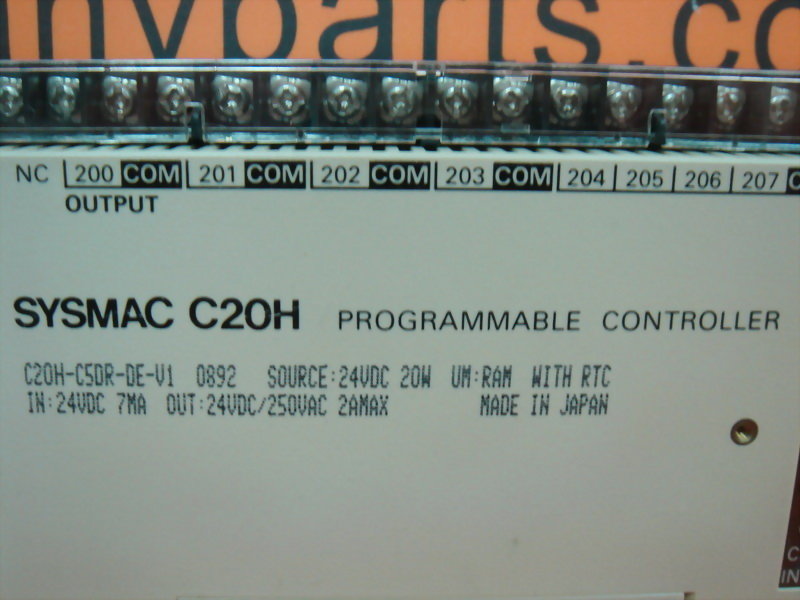 nvparts.co
NC 200 COM 201 COM 202 COM 203 COM 204 205 206 207 C
OUTPUT
SYSMAC C20H PROGRAMMABLE CONTROLLER
C20H-C5DR-DE-V1 0892 SOURCE:24VDC 20W UM:RAM WITH RTC
IN:24VDC 7MA OUT:24VDC/250VAC 2AMAX MADE IN JAPAN
C
IN